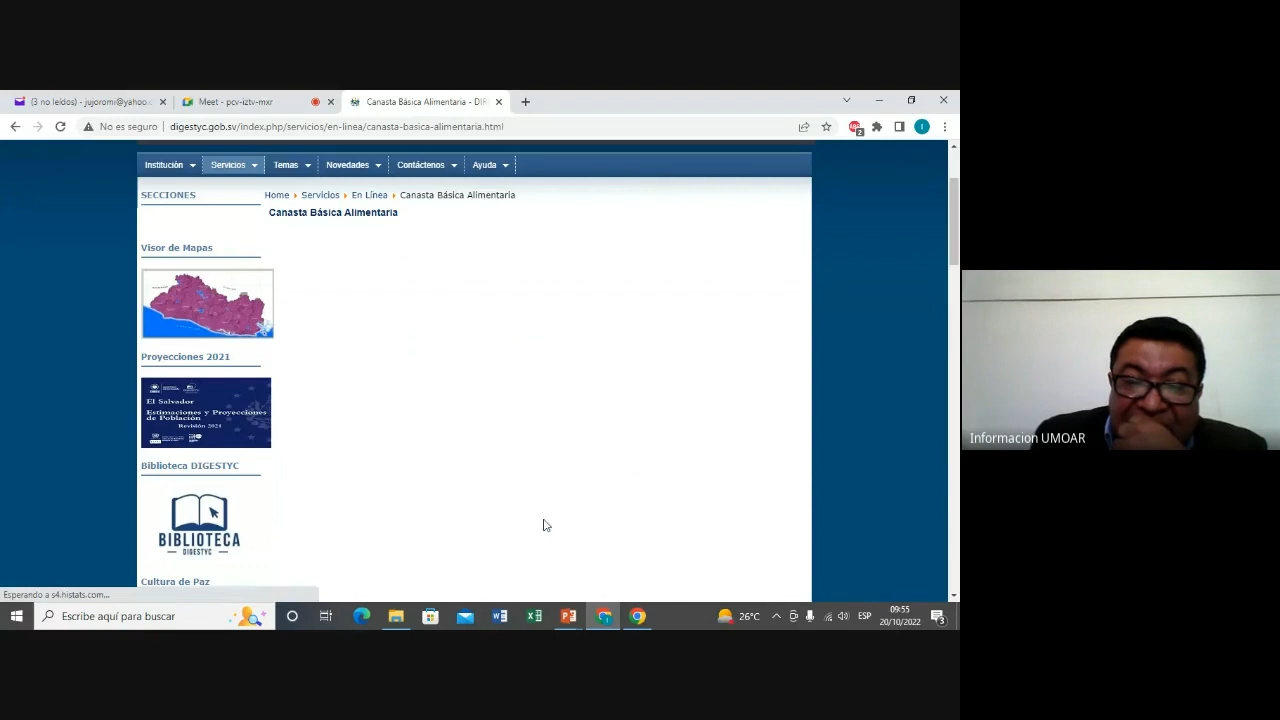 (3 no leídos) - jujoromi@yahoo.c
Meet - pcv-iztv-mxr
Canasta Básica Alimentaria - DIR
No es seguro
digestyc.gob.sv/index.php/servicios/en-linea/canasta-basica-alimentaria.html
2
I
Institución
Servicios
Temas
Novedades
Contáctenos
Ayuda
SECCIONES
Home
Servicios
En Línea
Canasta Básica Alimentaria
Canasta Básica Alimentaria
Visor de Mapas
Proyecciones 2021
El Salvador
Estimaciones y Proyecciones
de Población
Revisión 2021
Biblioteca DIGESTYC
BIBLIOTECA
DIGESTYC
Cultura de Paz
Esperando a s4.histats.com...
Informacion UMOAR
Escribe aquí para buscar
26°C
ESP
09:55
20/10/2022
3